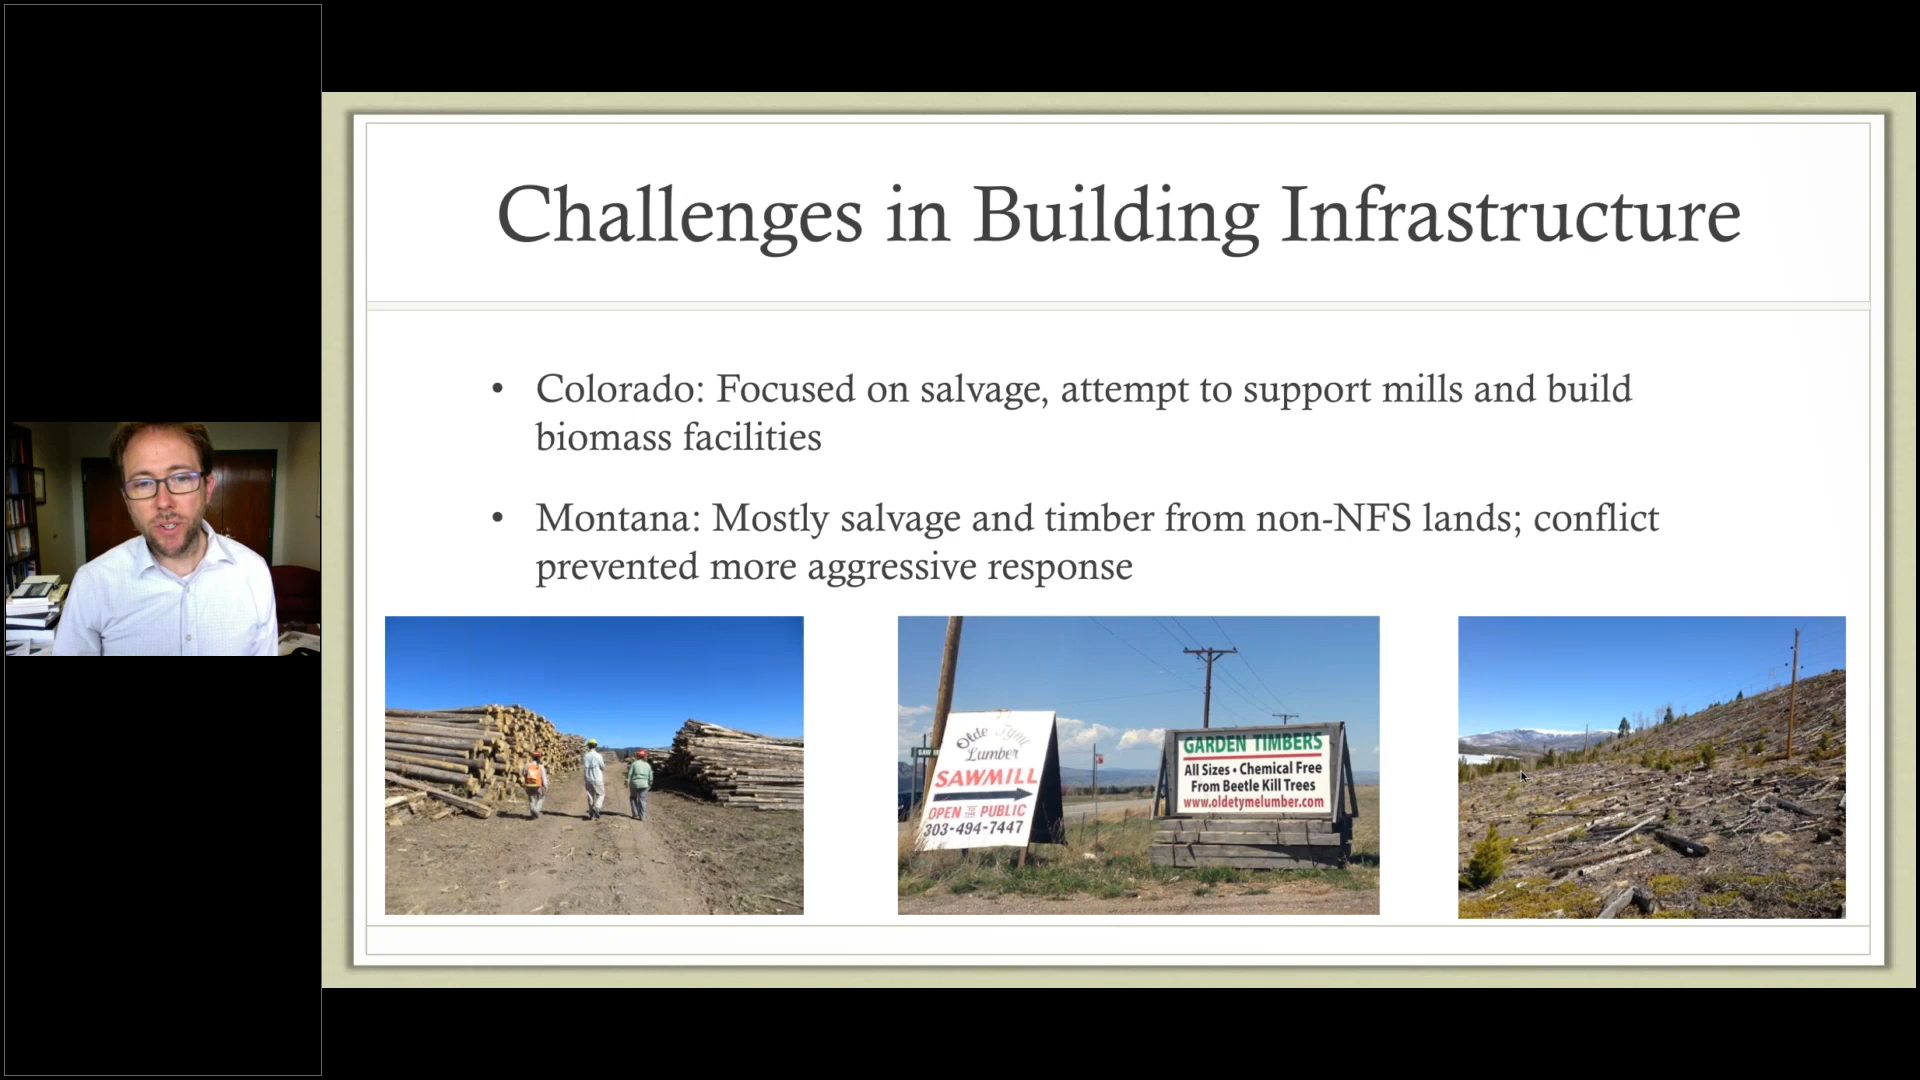 Challenges in Building Infrastructure
• Colorado: Focused on salvage, attempt to support mills and build
biomass facilities
• Montana: Mostly salvage and timber from non-NFS lands; conflict
prevented more aggressive response
Olde Tyme
Lumber
SAWMILL
OPEN TO THE PUBLIC
303-494-7447
GARDEN TIMBERS
All Sizes • Chemical Free
From Beetle Kill Trees
www.oldetymelumber.com